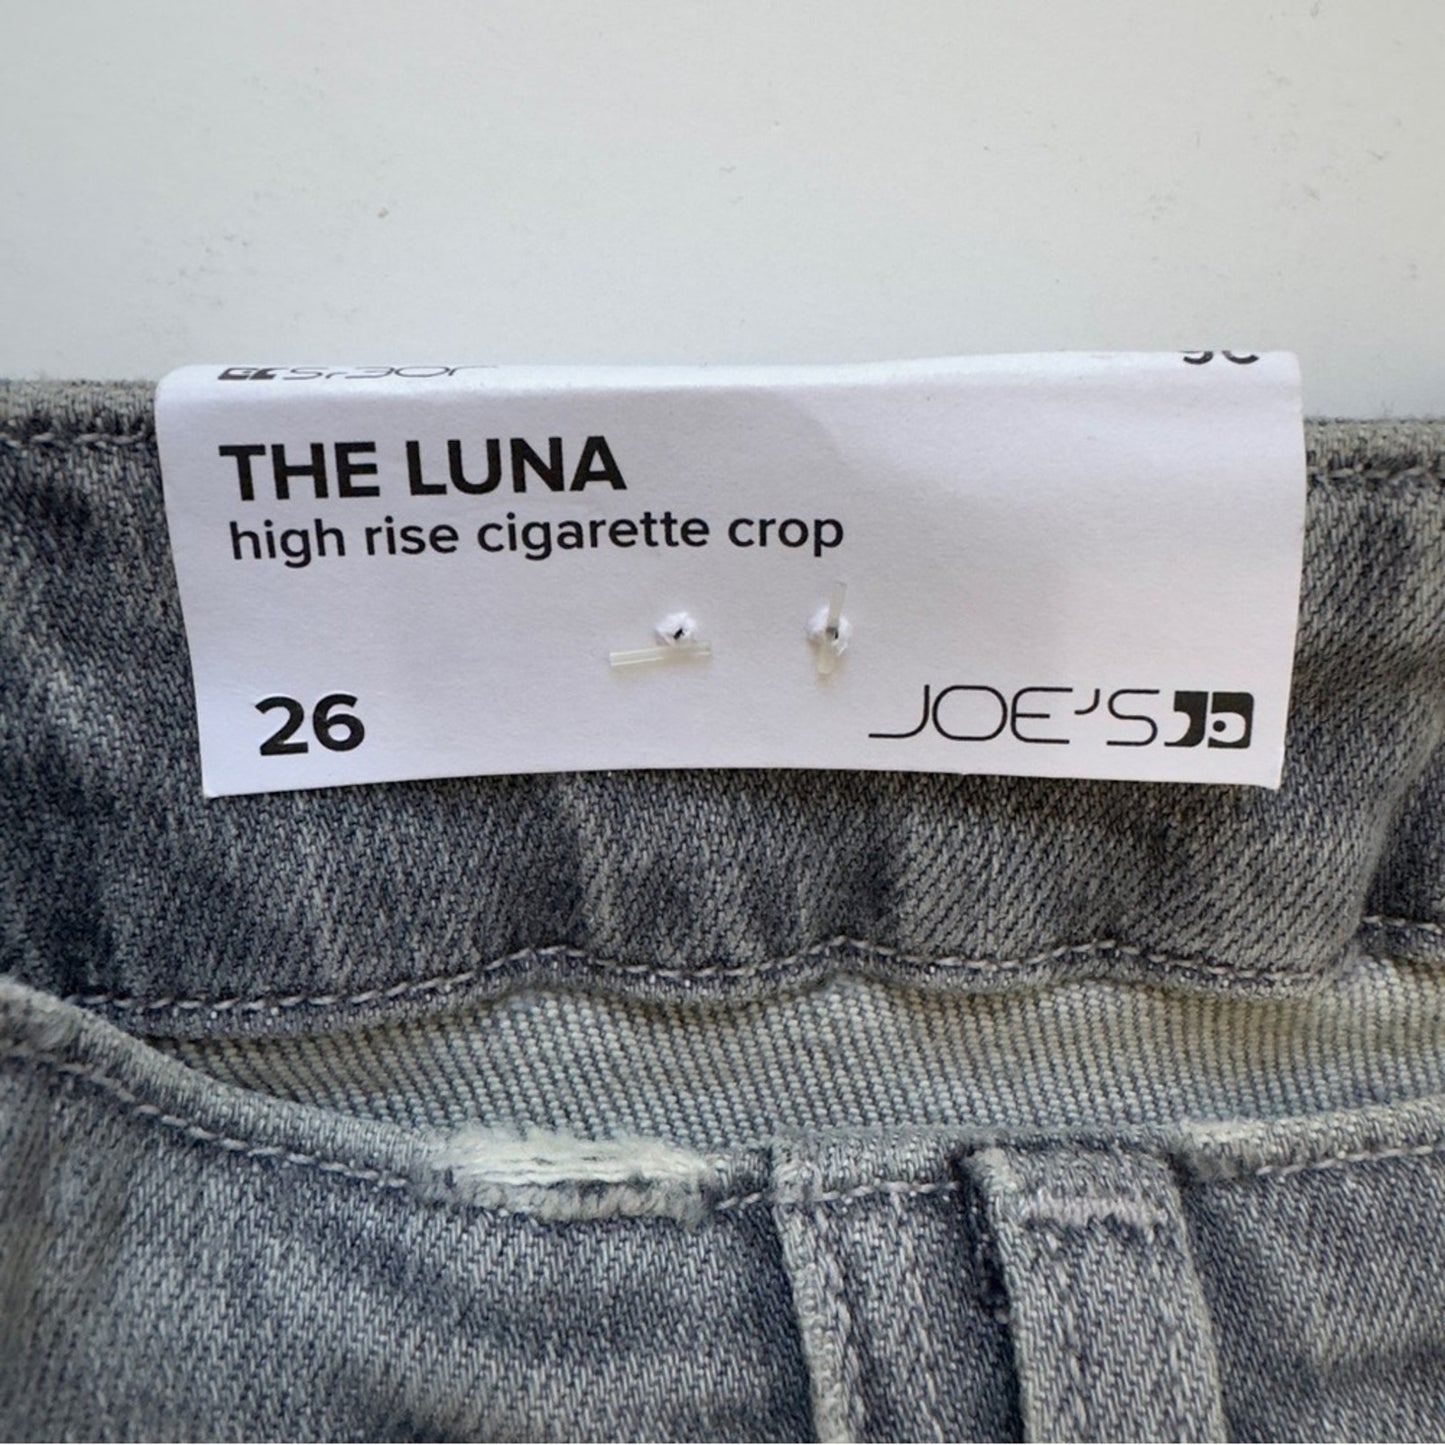 THE LUNA
high rise cigarette crop
26
JOE'S